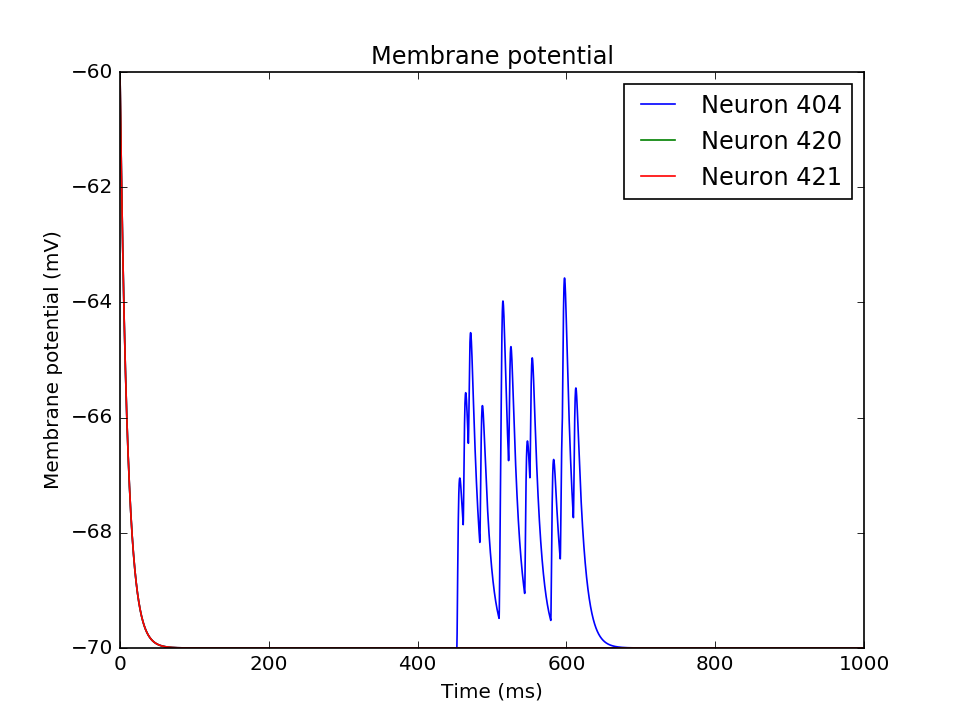 Membrane potential
−60
−62
−64
−66
−68
−70
Membrane potential (mV)
Neuron 404
Neuron 420
Neuron 421
0
200
400
600
800
1000
Time (ms)